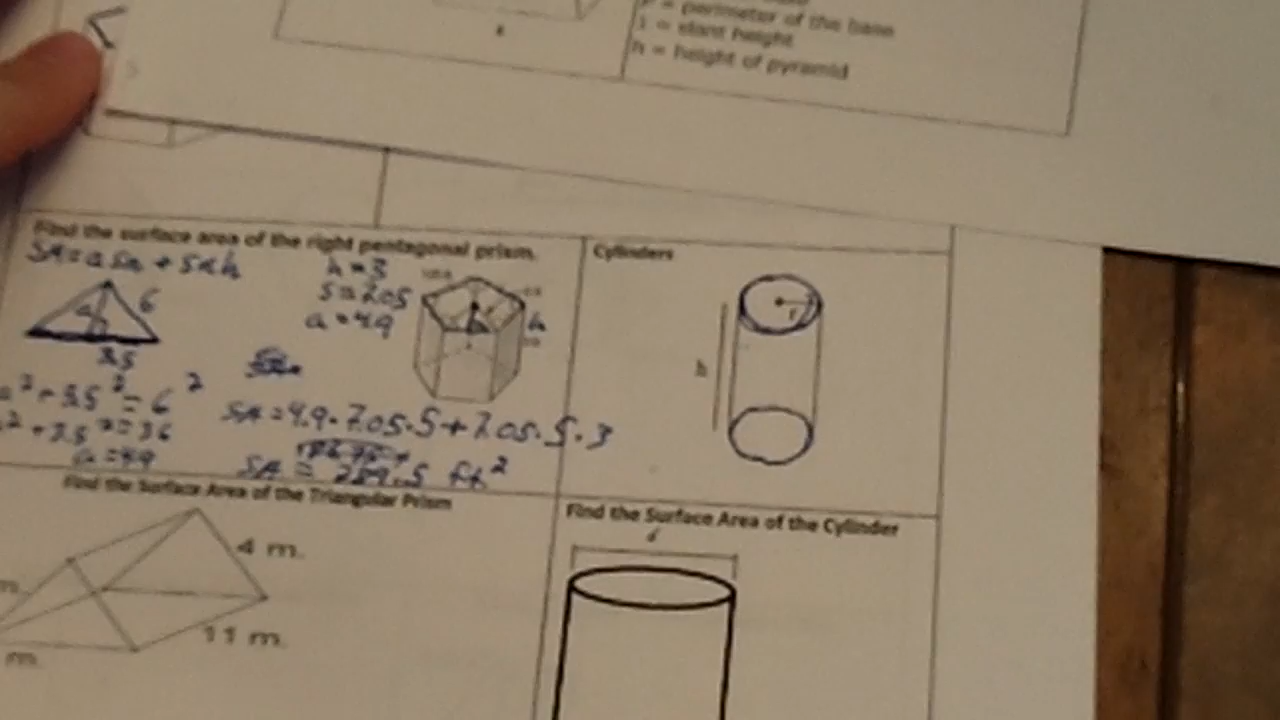 = perimeter of the base
l = slant height
h = height of pyramid
Find the surface area of the right pentagonal prism.
SA = asn + snh
h = 3
s = 7.05
a = 4.9
a
6
3.5
h
a² + 3.5² = 6²
a² + 3.5² = 36
a = 4.9
SA = 4.9 · 7.05 · 5 + 7.05 · 5 · 3
ft²
Cylinders
r
h
Find the Surface Area of the Triangular Prism
4 m.
11 m.
m.
m.
Find the Surface Area of the Cylinder
d